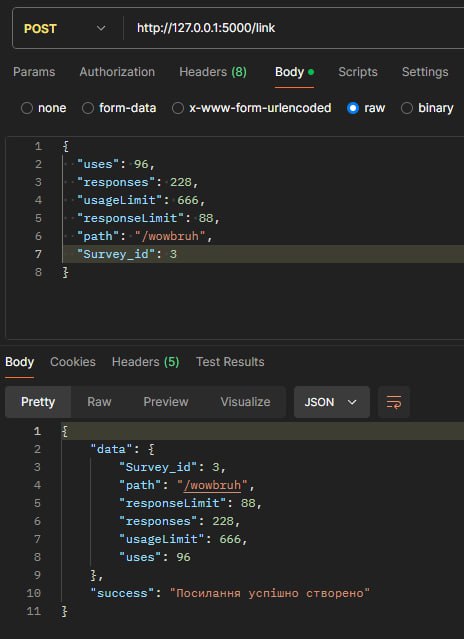 POST http://127.0.0.1:5000/link
Params Authorization Headers (8) Body Scripts Settings
none form-data x-www-form-urlencoded raw binary
1 {
2 "uses": 96,
3 "responses": 228,
4 "usageLimit": 666,
5 "responseLimit": 88,
6 "path": "/wowbruh",
7 "Survey_id": 3
8 }
Body Cookies Headers (5) Test Results
Pretty Raw Preview Visualize JSON
1 {
2 "data": {
3 "Survey_id": 3,
4 "path": "/wowbruh",
5 "responseLimit": 88,
6 "responses": 228,
7 "usageLimit": 666,
8 "uses": 96
9 },
10 "success": "Посилання успішно створено"
11 }